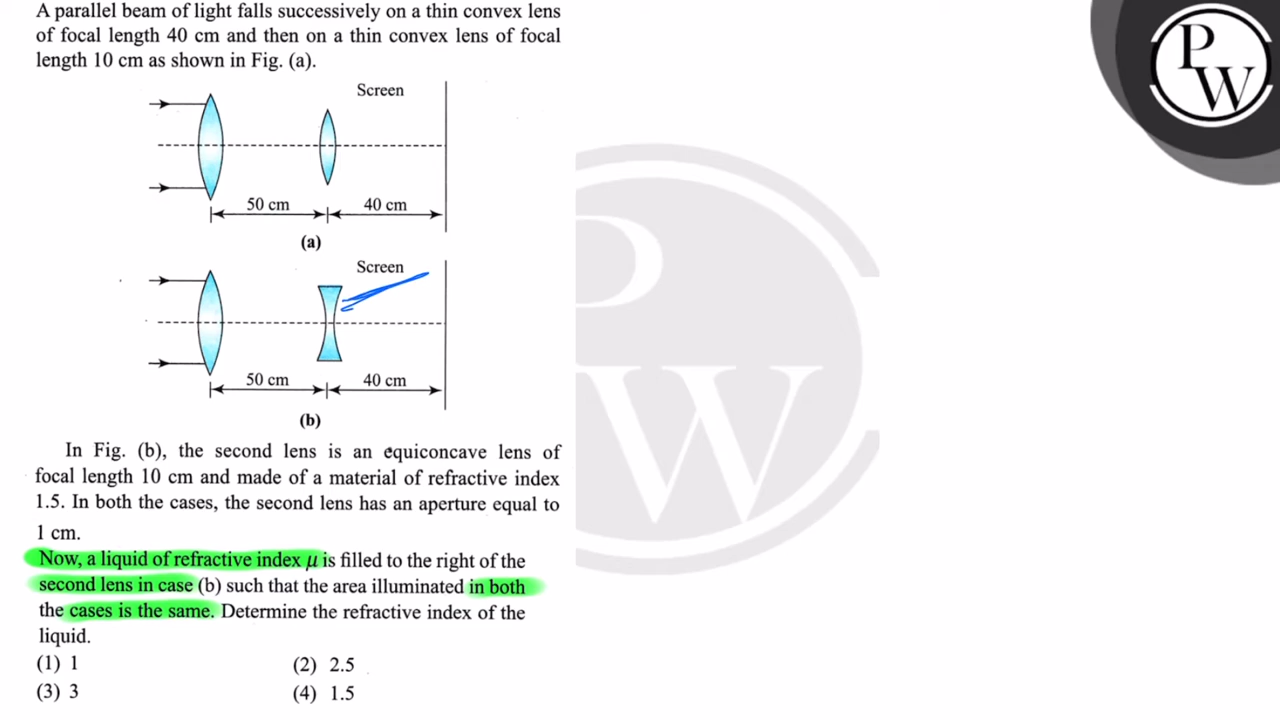 A parallel beam of light falls successively on a thin convex lens
of focal length 40 cm and then on a thin convex lens of focal
length 10 cm as shown in Fig. (a).
Screen
50 cm
40 cm
(a)
Screen
50 cm
40 cm
(b)
In Fig. (b), the second lens is an equiconcave lens of
focal length 10 cm and made of a material of refractive index
1.5. In both the cases, the second lens has an aperture equal to
1 cm.
Now, a liquid of refractive index μ is filled to the right of the
second lens in case (b) such that the area illuminated in both
the cases is the same. Determine the refractive index of the
liquid.
(1) 1
(2) 2.5
(3) 3
(4) 1.5
P
W
P
W